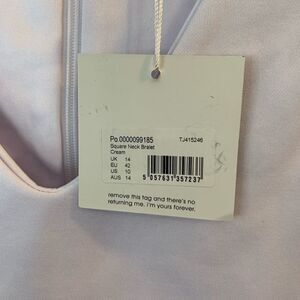 Po.0000099185 TJ415246
Square Neck Bralet
Cream
UK 14
EU 42
US 10
AUS 14
5 057631 357237
remove this tag and there's no
returning me. i'm yours forever.